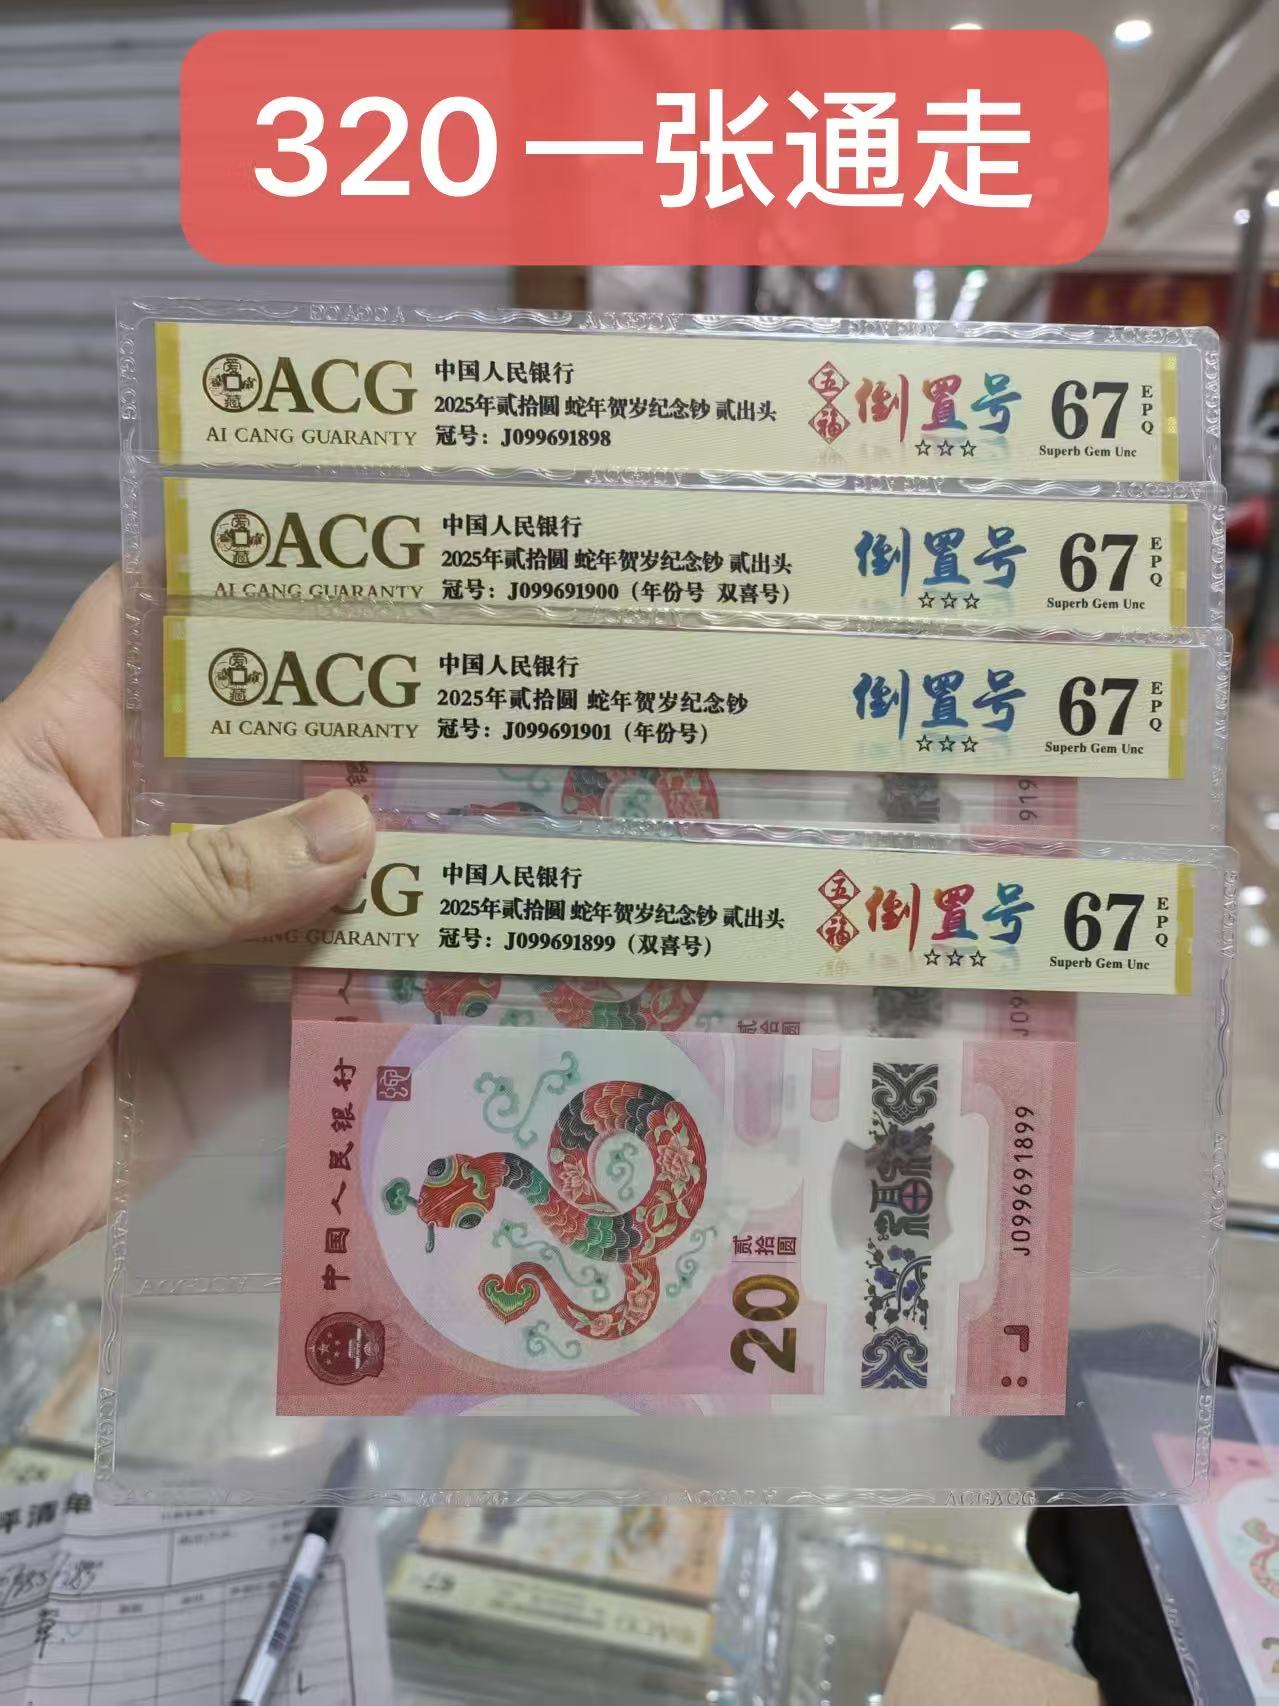 320一张通走
ACG
AI CANG GUARANTY
中国人民银行
2025年贰拾圆 蛇年贺岁纪念钞 贰出头
冠号：J099691898
五福
倒置号
☆☆☆
67
EPQ
Superb Gem Unc
ACG
AI CANG GUARANTY
中国人民银行
2025年贰拾圆 蛇年贺岁纪念钞 贰出头
冠号：J099691900（年份号 双喜号）
倒置号
☆☆☆
67
EPQ
Superb Gem Unc
ACG
AI CANG GUARANTY
中国人民银行
2025年贰拾圆 蛇年贺岁纪念钞
冠号：J099691901（年份号）
倒置号
☆☆☆
67
EPQ
Superb Gem Unc
CG
GUARANTY
中国人民银行
2025年贰拾圆 蛇年贺岁纪念钞 贰出头
冠号：J099691899（双喜号）
五福
倒置号
☆☆☆
67
EPQ
Superb Gem Unc
中国人民银行
贰拾圆
20
福
J099691899
评清单